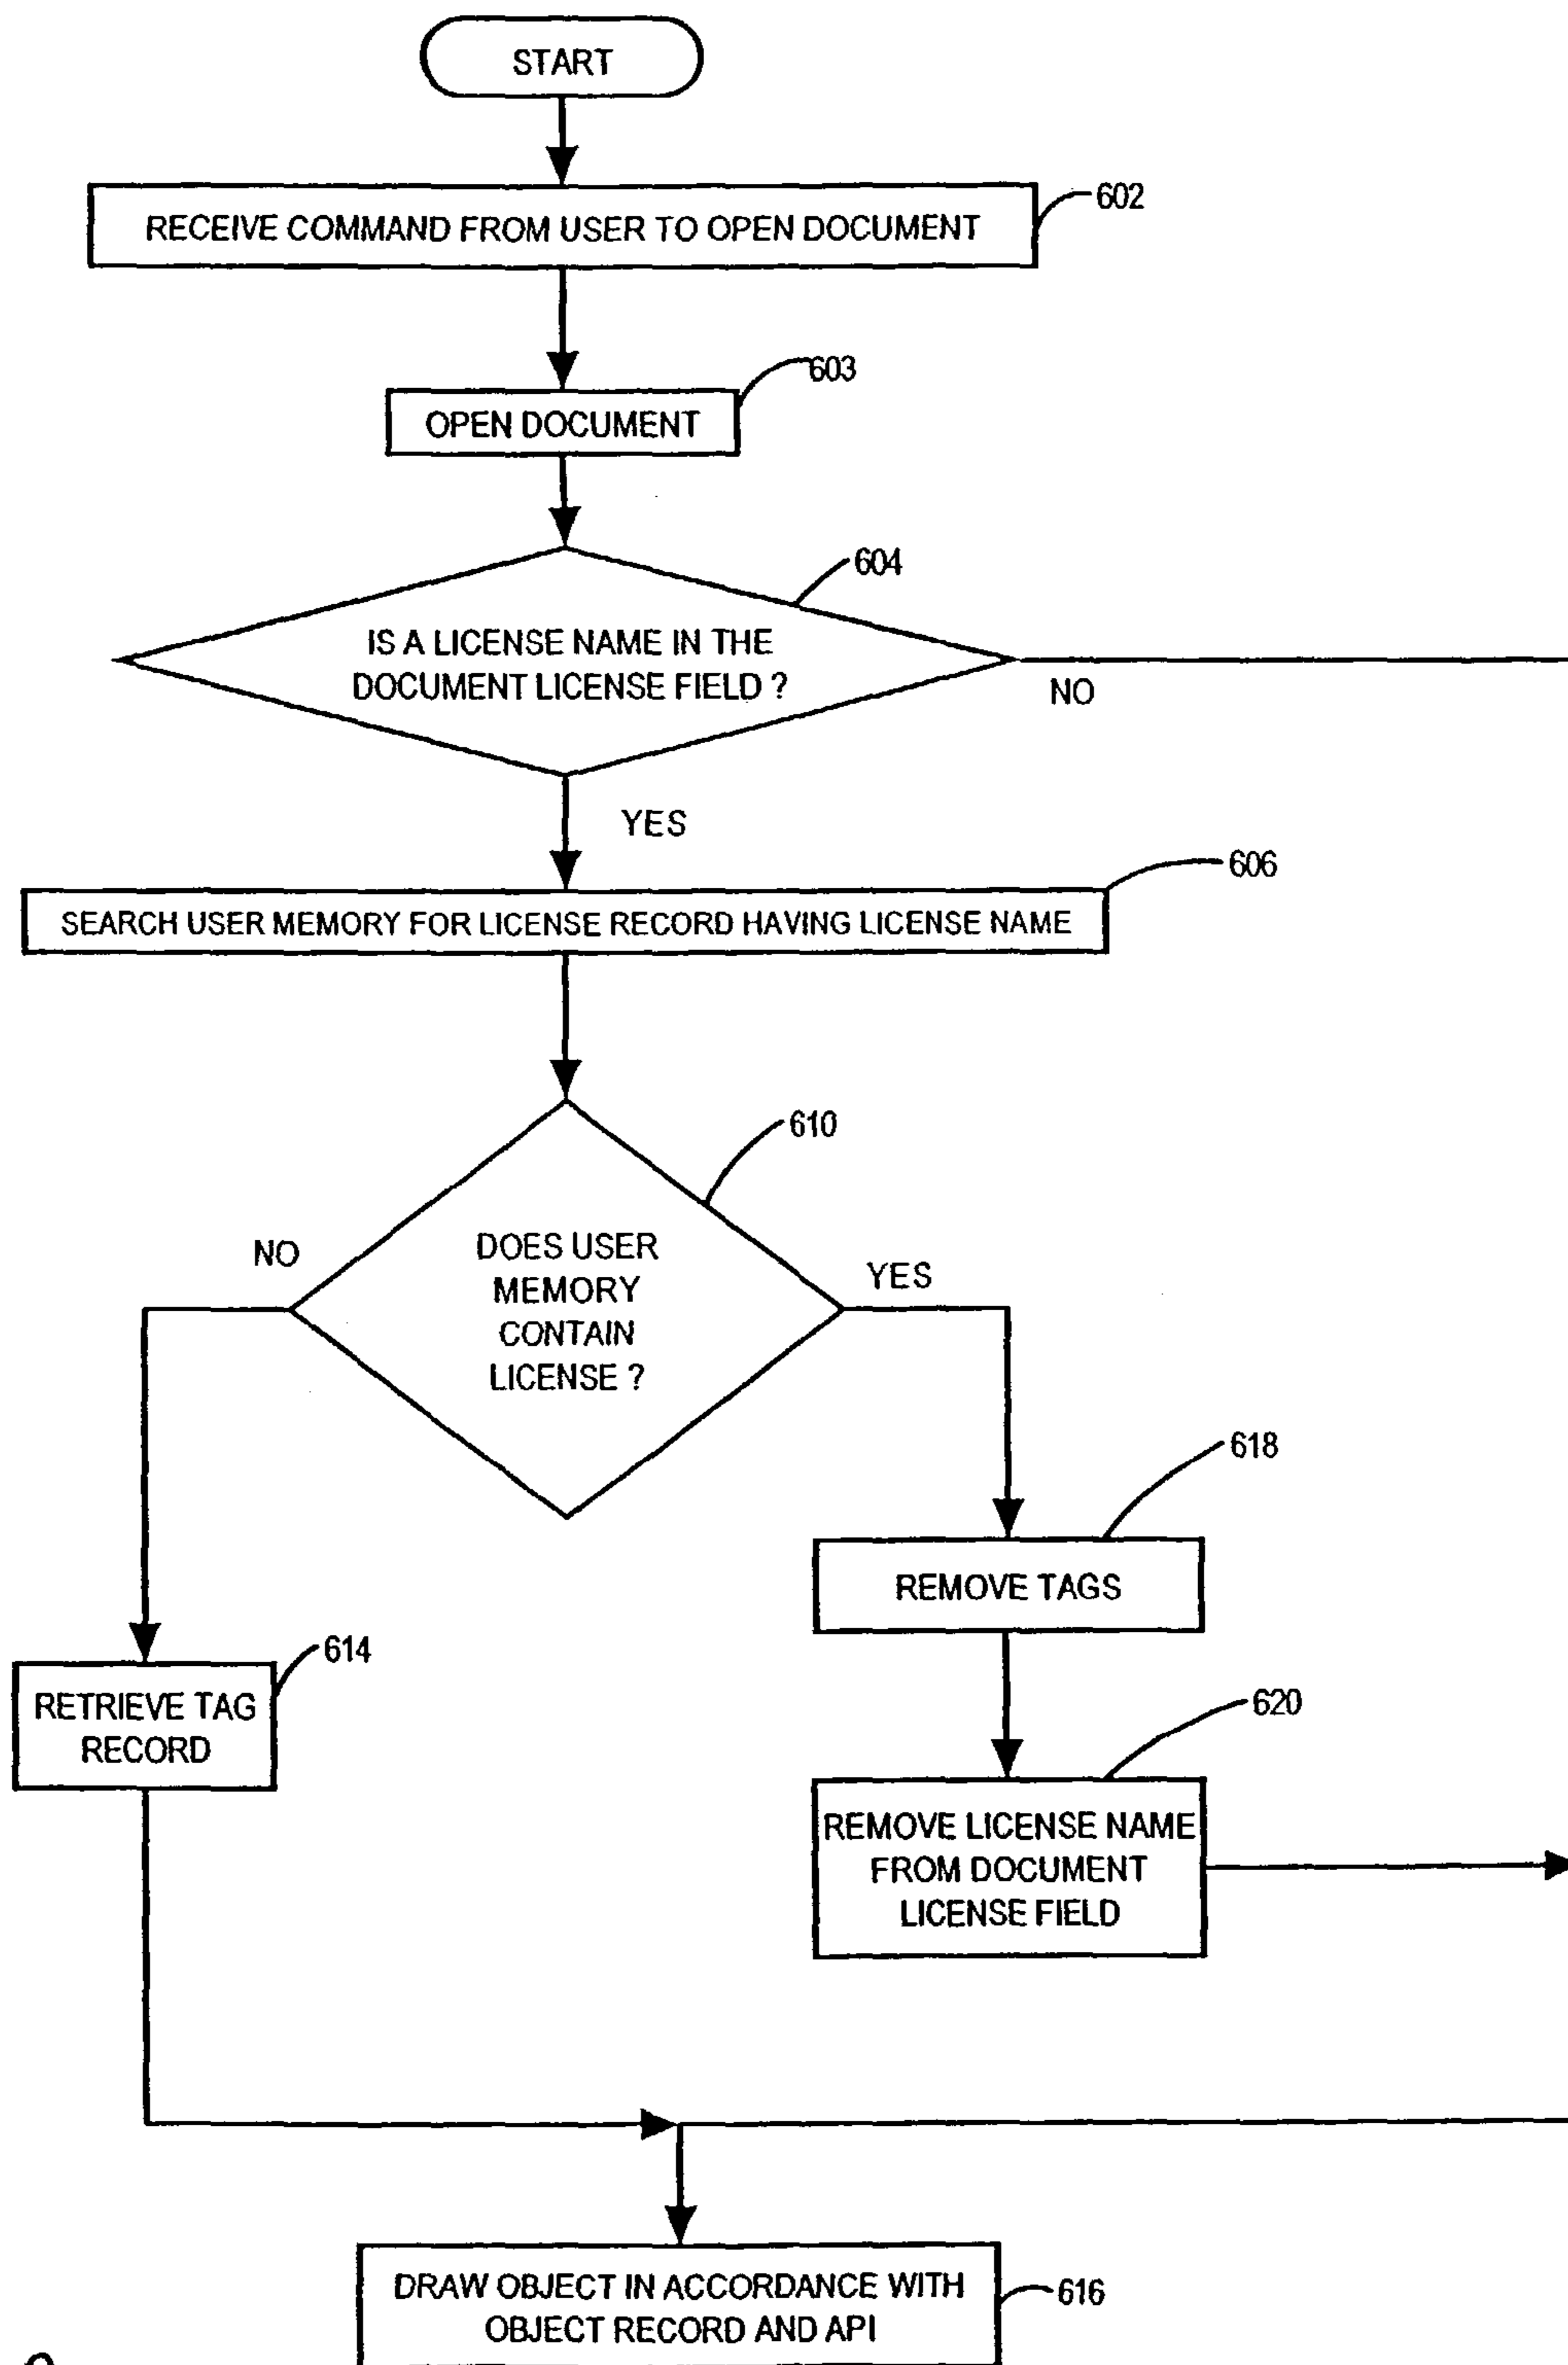 START
RECEIVE COMMAND FROM USER TO OPEN DOCUMENT
602
603
OPEN DOCUMENT
604
IS A LICENSE NAME IN THE
DOCUMENT LICENSE FIELD ?
NO
YES
606
SEARCH USER MEMORY FOR LICENSE RECORD HAVING LICENSE NAME
610
NO
DOES USER
MEMORY
CONTAIN
LICENSE ?
YES
618
REMOVE TAGS
614
RETRIEVE TAG
RECORD
620
REMOVE LICENSE NAME
FROM DOCUMENT
LICENSE FIELD
DRAW OBJECT IN ACCORDANCE WITH
OBJECT RECORD AND API
616